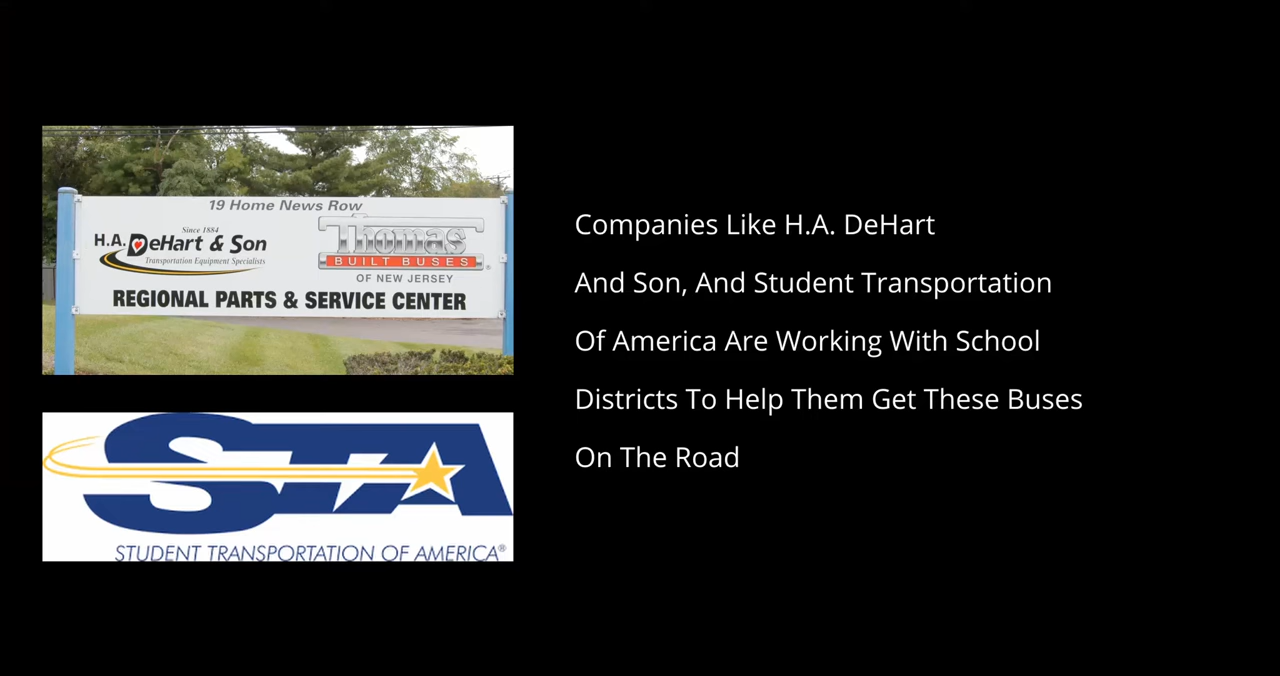 19 Home News Row
Since 1884
H.A. DeHart & Son
Transportation Equipment Specialists
Thomas
BUILT BUSES
®
OF NEW JERSEY
REGIONAL PARTS & SERVICE CENTER
STA
STUDENT TRANSPORTATION OF AMERICA®
Companies Like H.A. DeHart
And Son, And Student Transportation
Of America Are Working With School
Districts To Help Them Get These Buses
On The Road